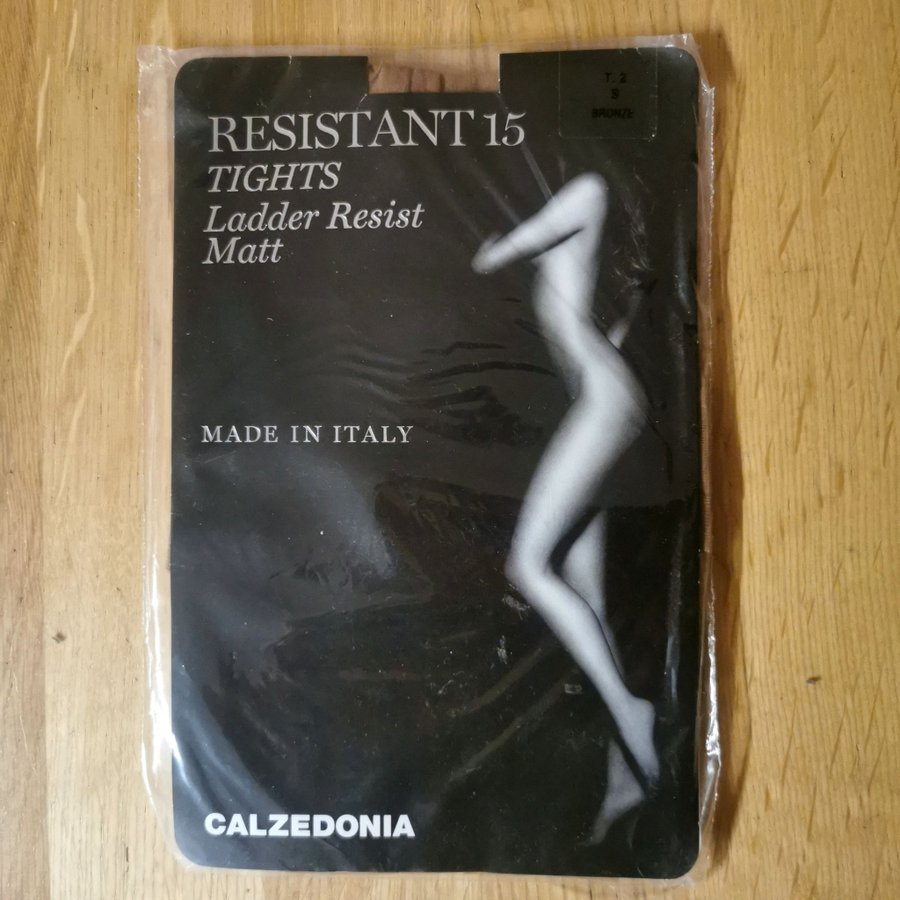 T. 2
S
BRONZE
RESISTANT 15
TIGHTS
Ladder Resist
Matt
MADE IN ITALY
CALZEDONIA